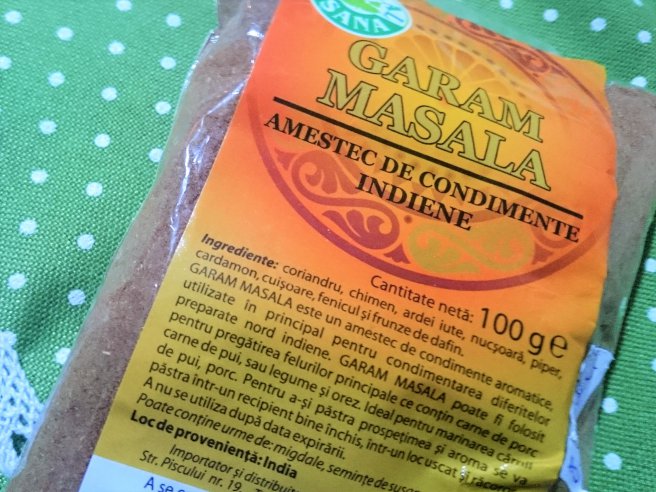 SANA
GARAM
MASALA
AMESTEC DE CONDIMENTE
INDIENE
Cantitate netă: 100 g e
Ingrediente: coriandru, chimen, ardei iute, nucșoară, piper,
cardamon, cuișoare, fenicul și frunze de dafin.
GARAM MASALA este un amestec de condimente aromatice,
utilizate în principal pentru condimentarea diferitelor
preparate nord indiene. GARAM MASALA poate fi folosit
pentru pregătirea felurilor principale ce conțin carne de porc
carne de pui, sau legume și orez. Ideal pentru marinarea cărnii
de pui, porc. Pentru a-și păstra prospețimea și aroma se va
păstra într-un recipient bine închis, într-un loc uscat și răcoros.
A nu se utiliza după data expirării.
Poate conține urme de: migdale, semințe de susan
Loc de proveniență: India
Importator și distribuitor
Str. Piscului nr. 19
A se